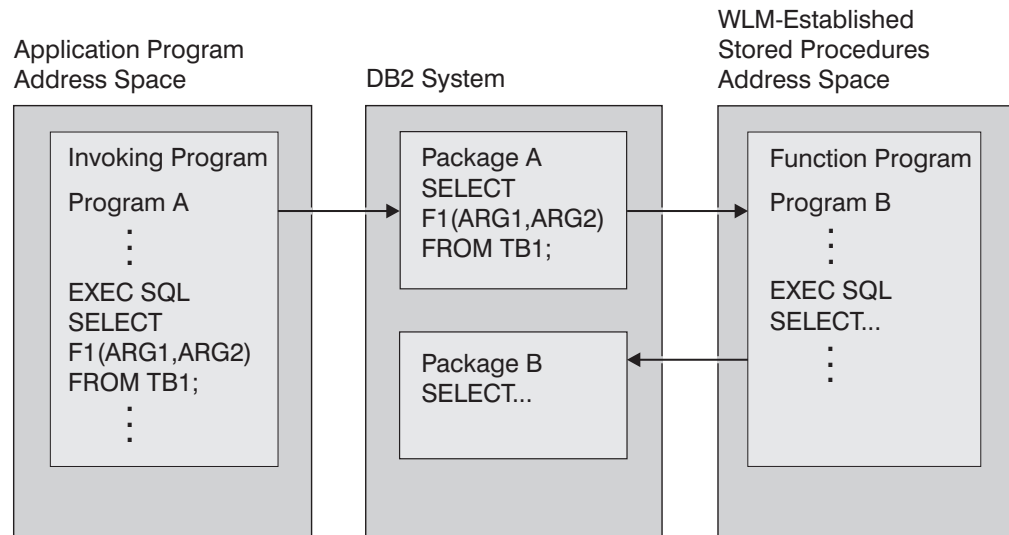 Application Program
Address Space
Invoking Program
Program A
EXEC SQL
SELECT
F1(ARG1,ARG2)
FROM TB1;
DB2 System
Package A
SELECT
F1(ARG1,ARG2)
FROM TB1;
Package B
SELECT...
WLM-Established
Stored Procedures
Address Space
Function Program
Program B
EXEC SQL
SELECT...